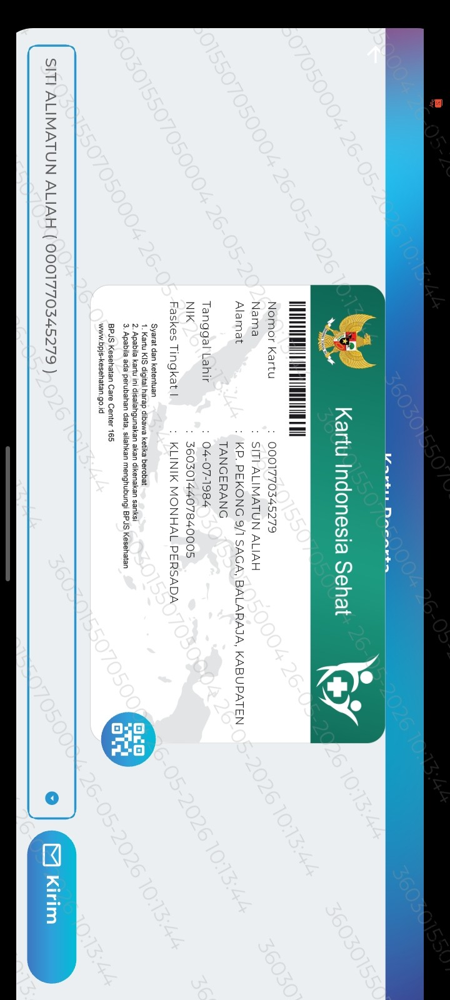 Kartu Peserta
Kartu Indonesia Sehat
Nomor Kartu : 0001770345279
Nama : SITI ALIMATUN ALIAH
Alamat : KP. PEKONG 9/1 SAGA, BALARAJA, KABUPATEN
TANGERANG
Tanggal Lahir : 04-07-1984
NIK : 3603014407840005
Faskes Tingkat I : KLINIK MONHAL PERSADA
Syarat dan ketentuan
1. Kartu KIS digital harap dibawa ketika berobat
2. Apabila kartu ini disalahgunakan akan dikenakan sanksi
3. Apabila ada perubahan data, silahkan menghubungi BPJS Kesehatan
BPJS Kesehatan Care Center 165
www.bpjs-kesehatan.go.id
SITI ALIMATUN ALIAH ( 0001770345279 )
Kirim
3603015507050004 26-05-2026 10:13:44